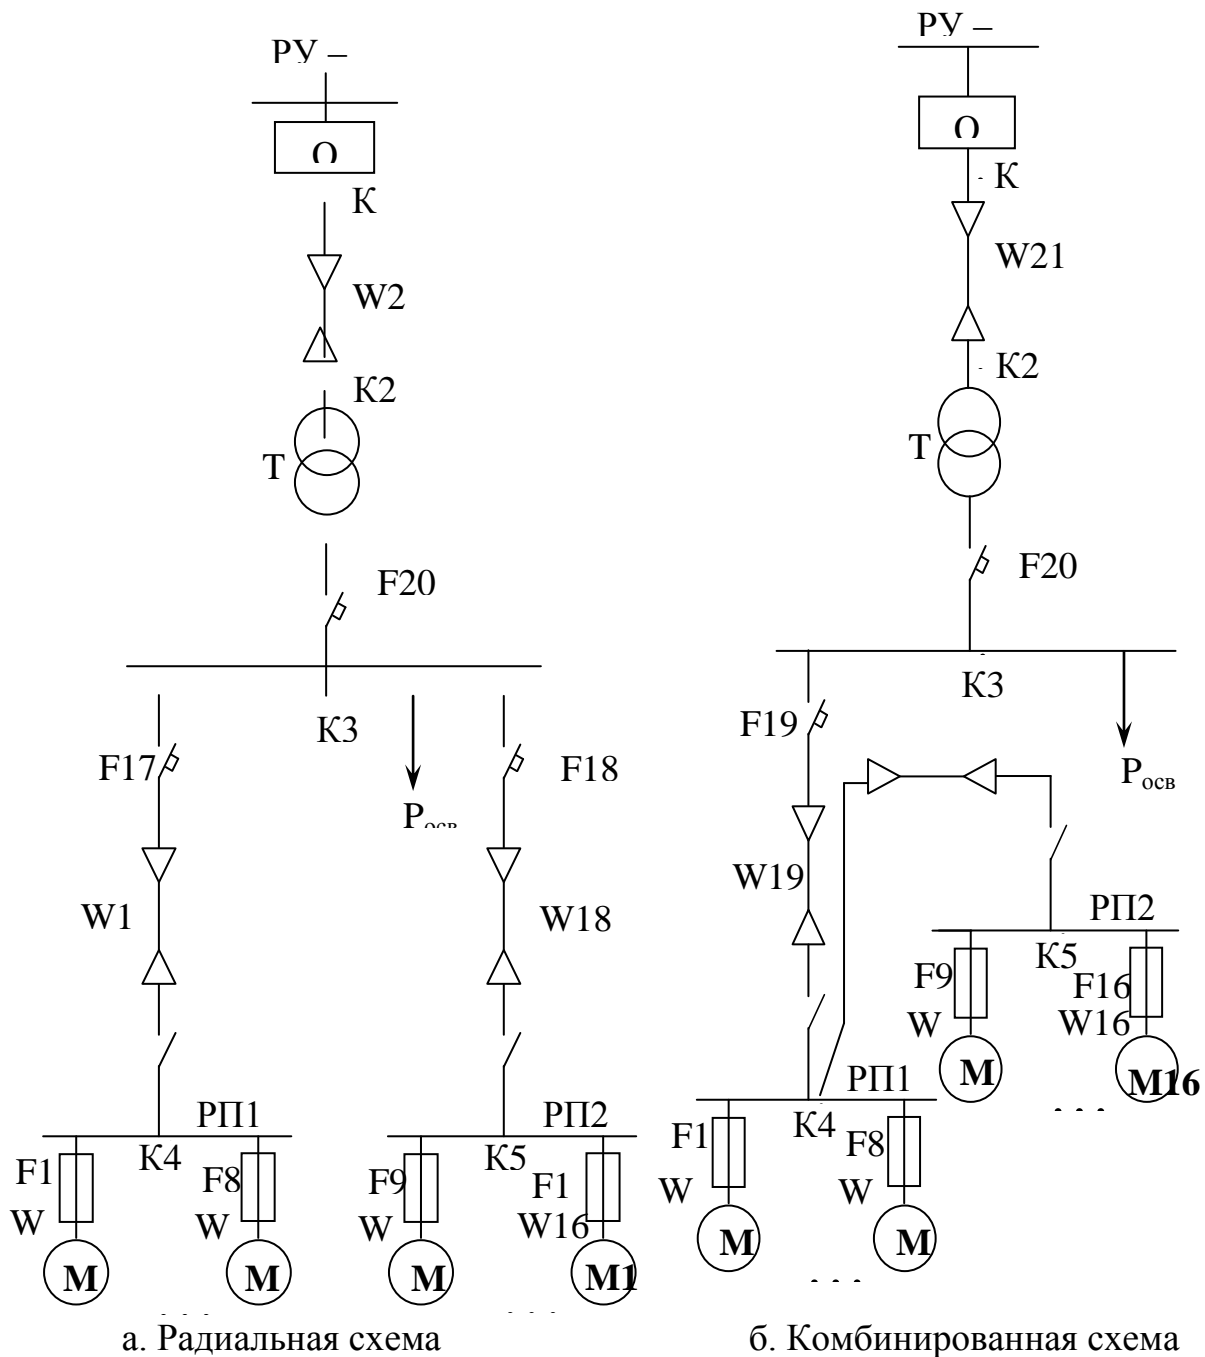 РУ –
Q
К
W2
К2
Т
F20
К3
F17
F18
Росв
W1
W18
РП1
РП2
К4
К5
F1
F8
F9
F1
W
W
W
W16
М
М
М
М1
. . .
. . .
а. Радиальная схема
РУ –
Q
К
W21
К2
Т
F20
К3
F19
Росв
W19
РП2
К5
F9
F16
W
W16
М
М16
. . .
РП1
К4
F1
F8
W
W
М
М
. . .
б. Комбинированная схема